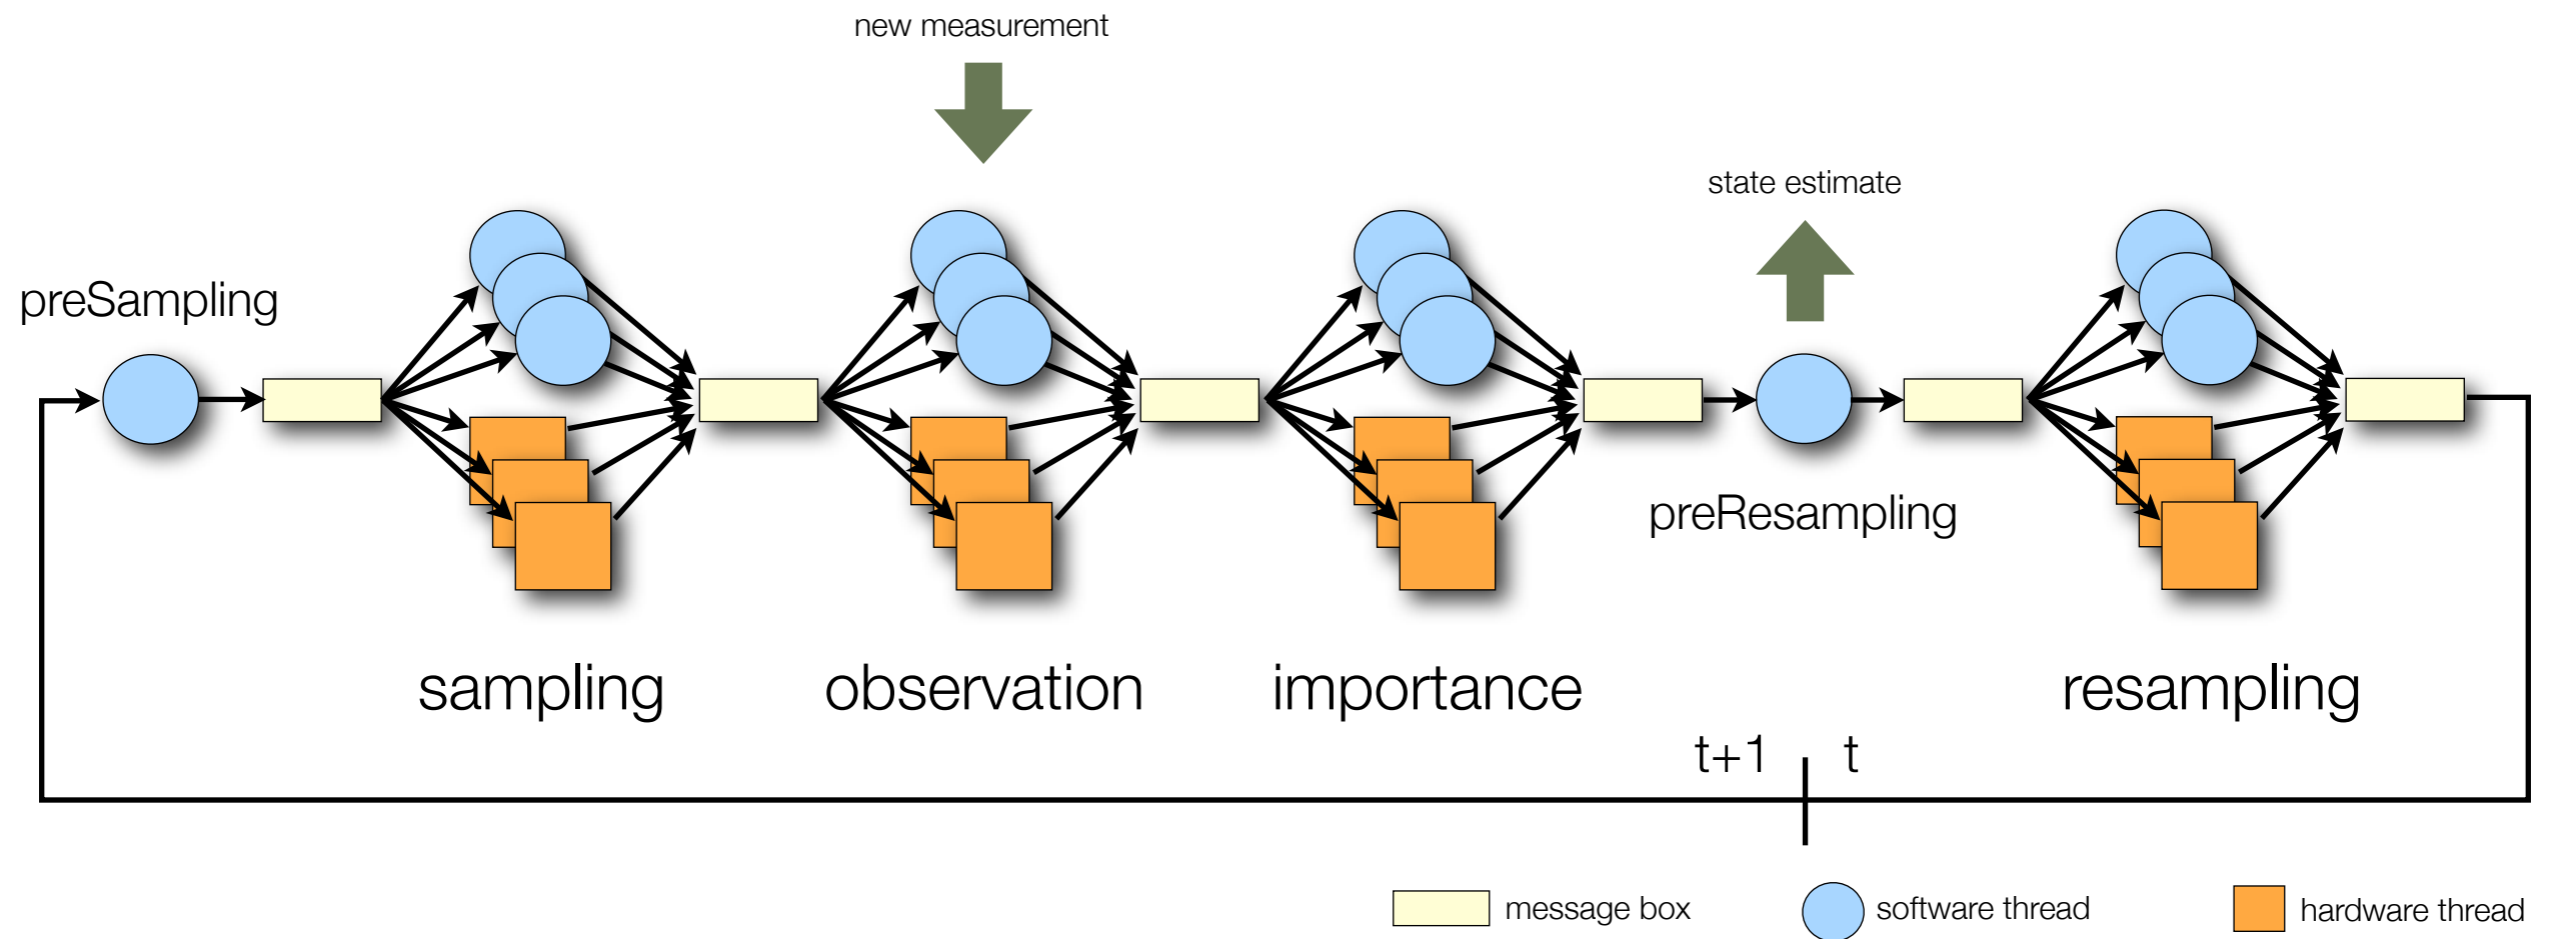 new measurement
state estimate
preSampling
preResampling
sampling
observation
importance
resampling
t+1
t
message box
software thread
hardware thread